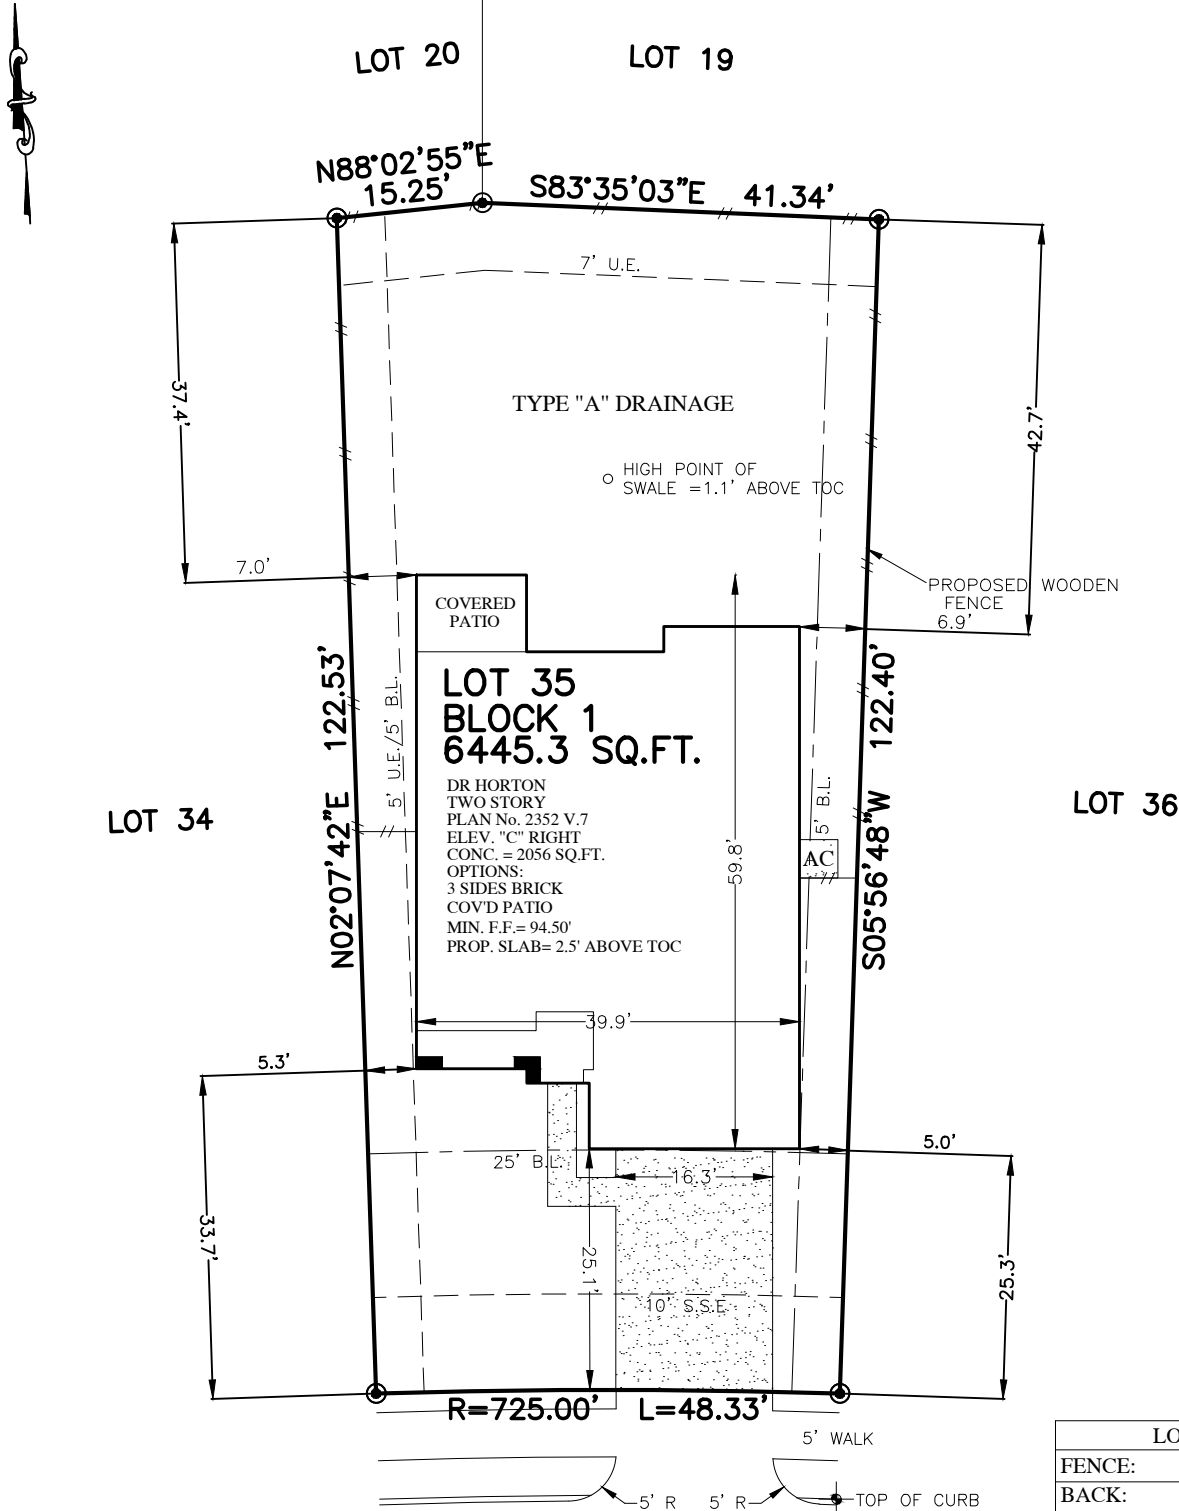 LOT 20
LOT 19
N88°02'55"E
15.25'
S83°35'03"E 41.34'
7' U.E.
37.4'
42.7'
TYPE "A" DRAINAGE
HIGH POINT OF
SWALE =1.1' ABOVE TOC
7.0'
PROPOSED WOODEN
FENCE
6.9'
COVERED
PATIO
LOT 35
BLOCK 1
6445.3 SQ.FT.
DR HORTON
TWO STORY
PLAN No. 2352 V.7
ELEV. "C" RIGHT
CONC. = 2056 SQ.FT.
OPTIONS:
3 SIDES BRICK
COV'D PATIO
MIN. F.F.= 94.50'
PROP. SLAB= 2.5' ABOVE TOC
N02°07'42"E 122.53'
5' U.E./5' B.L.
59.8'
5' B.L.
AC
S05°56'48"W 122.40'
LOT 34
LOT 36
39.9'
5.3'
5.0'
25' B.L.
16.3'
33.7'
25.1'
25.3'
10' S.S.E
R=725.00' L=48.33'
5' WALK
5' R
5' R
TOP OF CURB
LO
FENCE:
BACK: